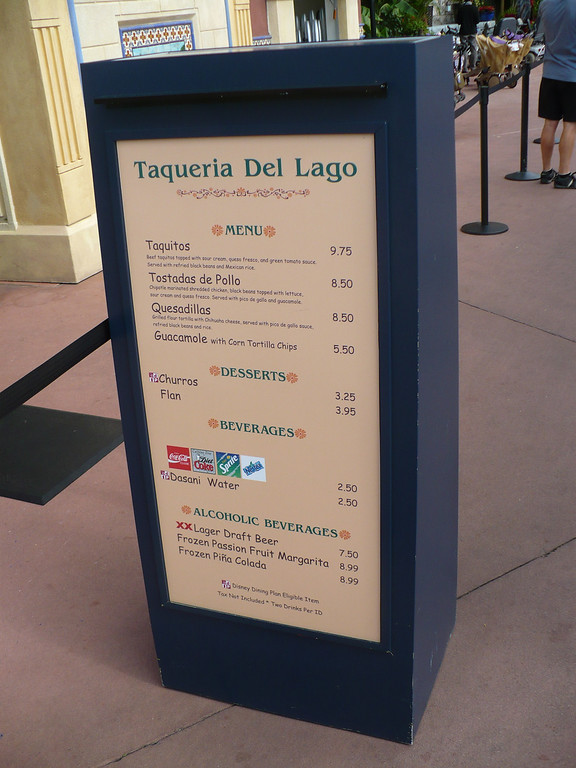 Taqueria Del Lago
MENU
Taquitos 9.75
Beef taquitos topped with sour cream, queso fresco, and green tomato sauce.
Served with refried black beans and Mexican rice.
Tostadas de Pollo 8.50
Chipotle marinated shredded chicken, black beans topped with lettuce,
sour cream and queso fresco. Served with pico de gallo and guacamole.
Quesadillas 8.50
Grilled flour tortilla with Chihuahua cheese, served with pico de gallo sauce,
refried black beans and rice.
Guacamole with Corn Tortilla Chips 5.50
DESSERTS
Churros 3.25
Flan 3.95
BEVERAGES
Coca-Cola Diet Coke Sprite
2.50
Dasani Water 2.50
ALCOHOLIC BEVERAGES
XX Lager Draft Beer 7.50
Frozen Passion Fruit Margarita 8.99
Frozen Piña Colada 8.99
Disney Dining Plan Eligible Item
Tax Not Included * Two Drinks Per ID